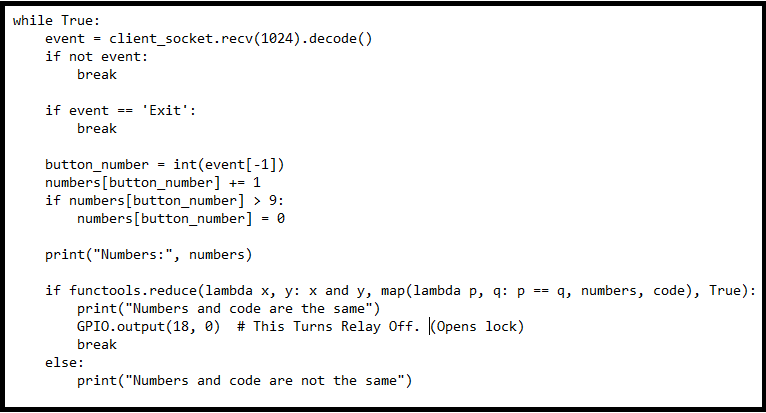 while True:
    event = client_socket.recv(1024).decode()
    if not event:
        break

    if event == 'Exit':
        break

    button_number = int(event[-1])
    numbers[button_number] += 1
    if numbers[button_number] > 9:
        numbers[button_number] = 0

    print("Numbers:", numbers)

    if functools.reduce(lambda x, y: x and y, map(lambda p, q: p == q, numbers, code), True):
        print("Numbers and code are the same")
        GPIO.output(18, 0)  # This Turns Relay Off. (Opens lock)
        break
    else:
        print("Numbers and code are not the same")